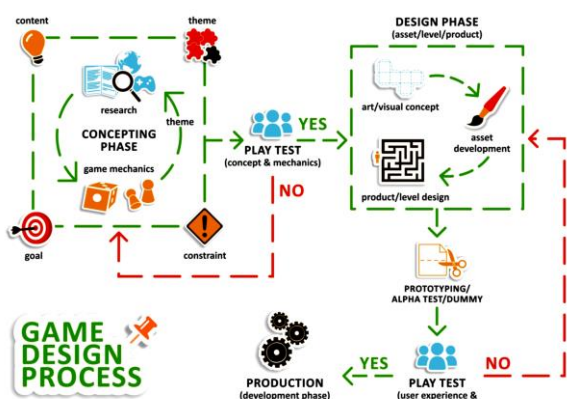 content
theme
research
CONCEPTING
PHASE
theme
game mechanics
goal
constraint
PLAY TEST
(concept & mechanics)
YES
NO
DESIGN PHASE
(asset/level/product)
art/visual concept
asset
development
product/level design
PROTOTYPING/
ALPHA TEST/DUMMY
PLAY TEST
(user experience &
YES
NO
PRODUCTION
(development phase)
GAME
DESIGN
PROCESS